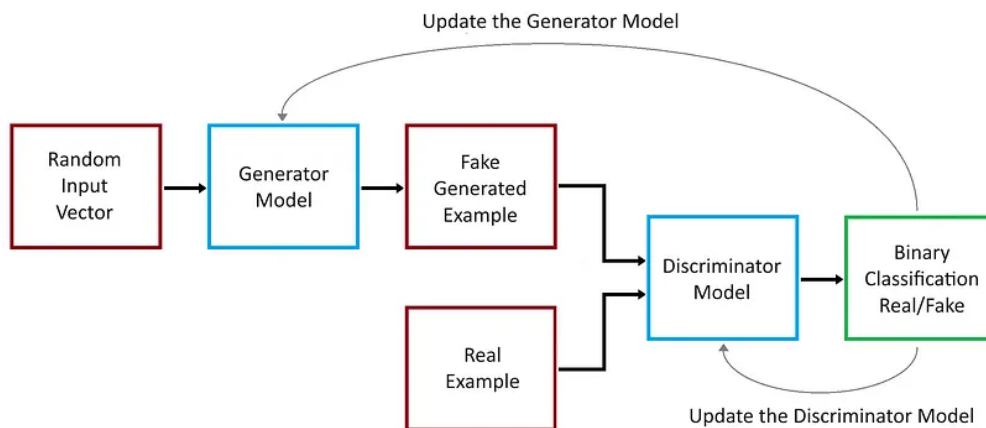 Update the Generator Model
Random
Input
Vector
Generator
Model
Fake
Generated
Example
Real
Example
Discriminator
Model
Binary
Classification
Real/Fake
Update the Discriminator Model